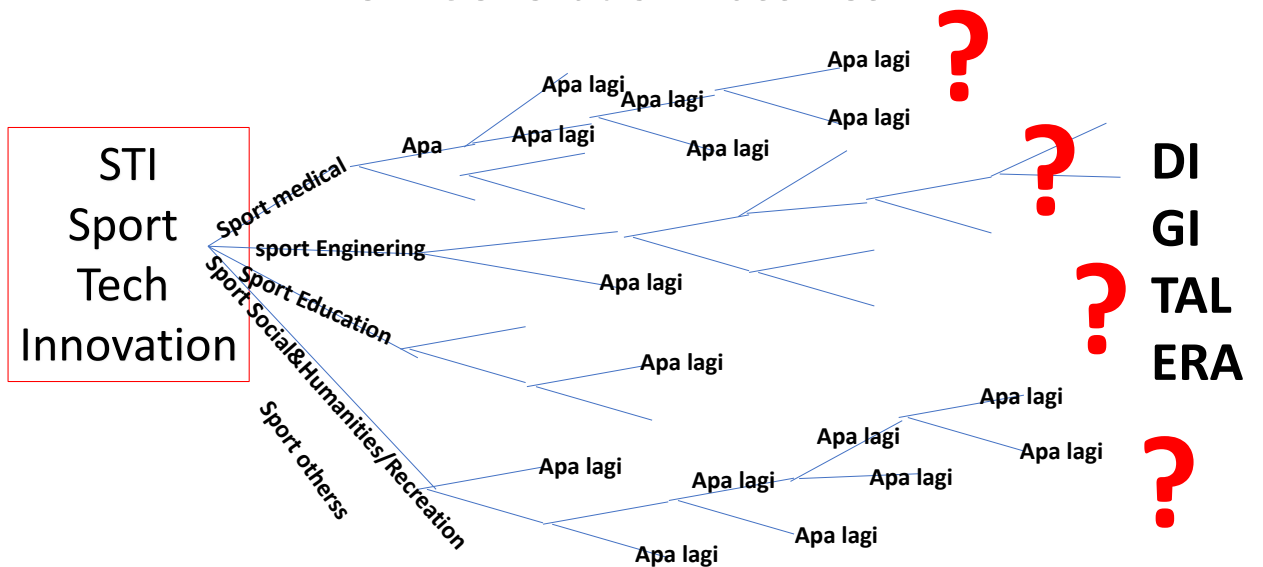 STI
Sport
Tech
Innovation
Sport medical
sport Enginering
Sport Education
Sport Social&Humanities/Recreation
Sport otherss
Apa
Apa lagi
Apa lagi
Apa lagi
Apa lagi
Apa lagi
Apa lagi
?
Apa lagi
?
Apa lagi
?
Apa lagi
Apa lagi
Apa lagi
Apa lagi
Apa lagi
Apa lagi
Apa lagi
Apa lagi
?
DI
GI
TAL
ERA